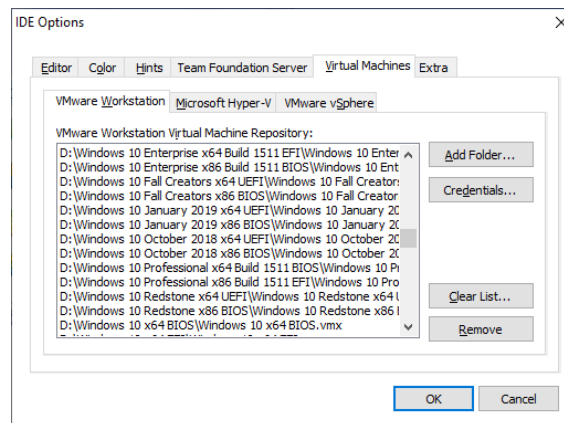 IDE Options
Editor Color Hints Team Foundation Server Virtual Machines Extra
VMware Workstation Microsoft Hyper-V VMware vSphere
VMware Workstation Virtual Machine Repository:
D:\Windows 10 Enterprise x64 Build 1511 EFI\Windows 10 Enter
D:\Windows 10 Enterprise x86 Build 1511 BIOS\Windows 10 Ent
D:\Windows 10 Fall Creators x64 UEFI\Windows 10 Fall Creators
D:\Windows 10 Fall Creators x86 BIOS\Windows 10 Fall Creators
D:\Windows 10 January 2019 x64 UEFI\Windows 10 January 20
D:\Windows 10 January 2019 x86 BIOS\Windows 10 January 20
D:\Windows 10 October 2018 x64 UEFI\Windows 10 October 20
D:\Windows 10 October 2018 x86 BIOS\Windows 10 October 20
D:\Windows 10 Professional x64 Build 1511 BIOS\Windows 10 Pr
D:\Windows 10 Professional x86 Build 1511 EFI\Windows 10 Pro
D:\Windows 10 Redstone x64 UEFI\Windows 10 Redstone x64 U
D:\Windows 10 Redstone x86 BIOS\Windows 10 Redstone x86 B
D:\Windows 10 x64 BIOS\Windows 10 x64 BIOS.vmx
Add Folder...
Credentials...
Clear List...
Remove
OK Cancel